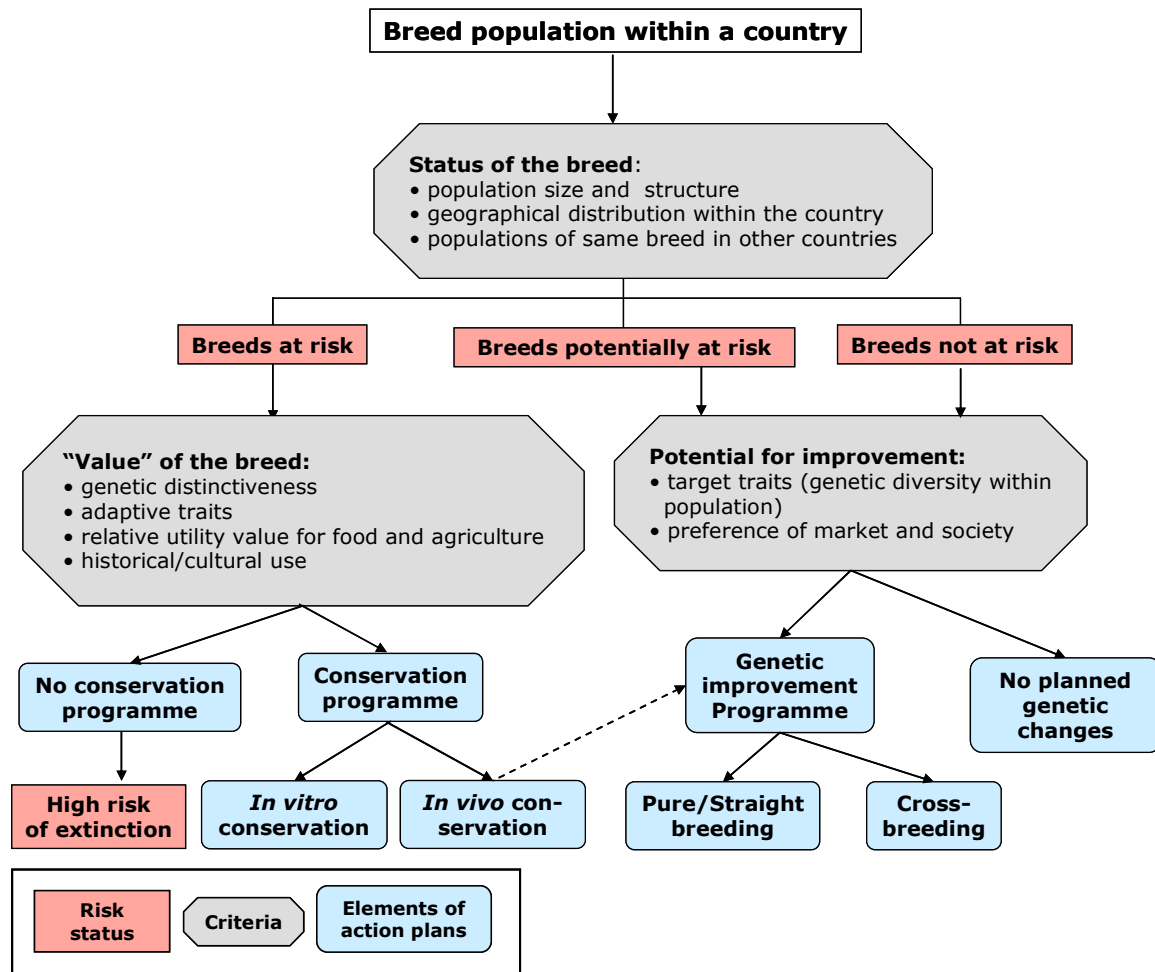 Breed population within a country
Status of the breed:
• population size and structure
• geographical distribution within the country
• populations of same breed in other countries
Breeds at risk
Breeds potentially at risk
Breeds not at risk
“Value” of the breed:
• genetic distinctiveness
• adaptive traits
• relative utility value for food and agriculture
• historical/cultural use
Potential for improvement:
• target traits (genetic diversity within
population)
• preference of market and society
No conservation
programme
Conservation
programme
Genetic
improvement
Programme
No planned
genetic
changes
High risk
of extinction
In vitro
conservation
In vivo con-
servation
Pure/Straight
breeding
Cross-
breeding
Risk
status
Criteria
Elements of
action plans